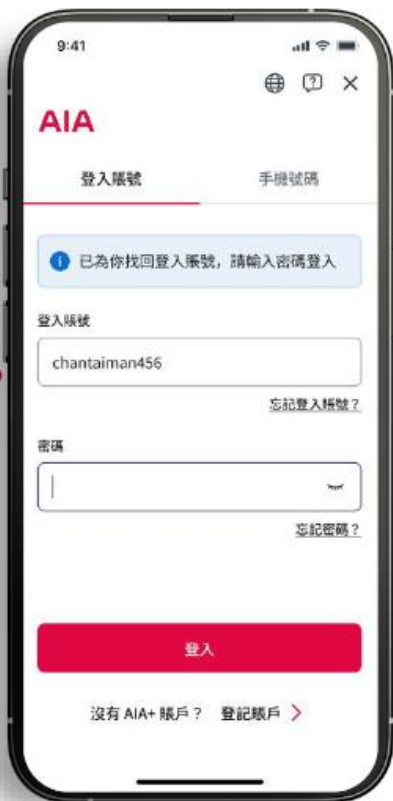 9:41
AIA
登入賬號
手機號碼
已為你找回登入賬號，請輸入密碼登入
登入賬號
chantaiman456
忘記登入賬號？
密碼
忘記密碼？
登入
沒有 AIA+ 賬戶？ 登記賬戶